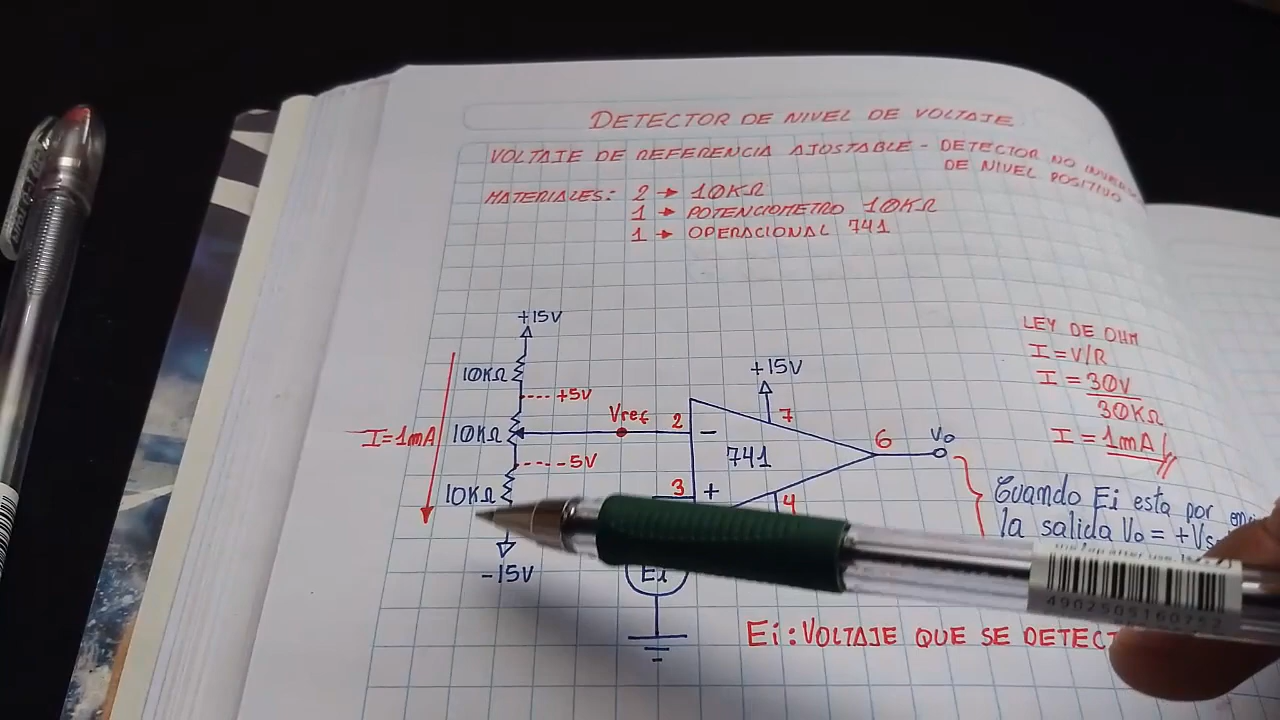 DETECTOR DE NIVEL DE VOLTAJE
VOLTAJE DE REFERENCIA AJUSTABLE - DETECTOR NO
DE NIVEL POSITIVO
MATERIALES: 2 → 10KΩ
1 → POTENCIOMETRO 10KΩ
1 → OPERACIONAL 741
+15V
10KΩ
+5V
I=1mA
10KΩ
Vref
-5V
10KΩ
-15V
+15V
2
7
-
741
6
Vo
3
+
4
Ei
LEY DE OHM
I = V/R
I = 30V
30KΩ
I = 1mA
Cuando Ei esta por
la salida Vo = +Vs
Ei: VOLTAJE QUE SE
4902505160752